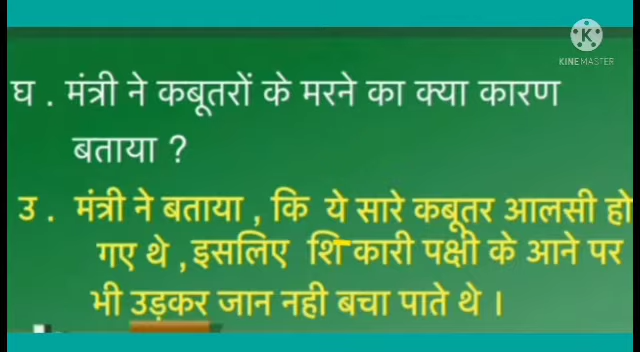 KINEMASTER
घ . मंत्री ने कबूतरों के मरने का क्या कारण
बताया ?
उ . मंत्री ने बताया , कि ये सारे कबूतर आलसी हो
गए थे , इसलिए शिकारी पक्षी के आने पर
भी उड़कर जान नही बचा पाते थे ।